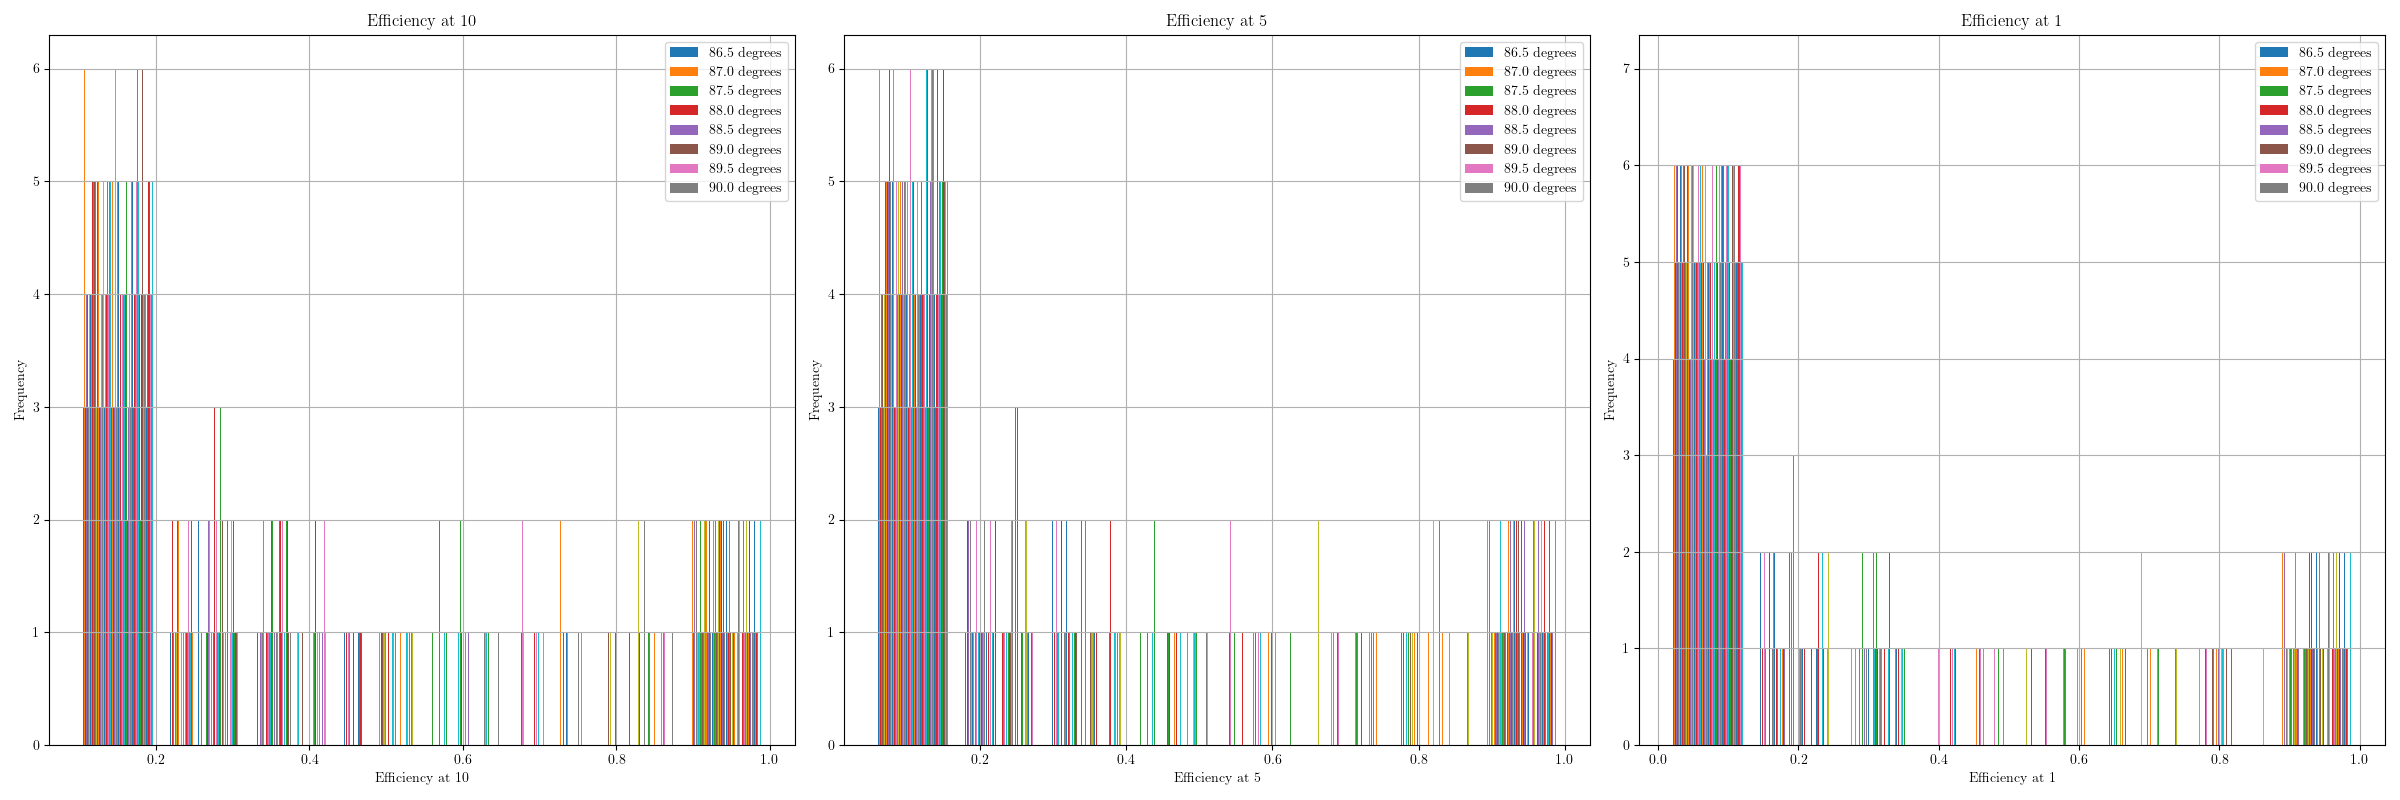 Efficiency at 10
6
5
4
3
2
1
0
Frequency
0.2 0.4 0.6 0.8 1.0
Efficiency at 10
86.5 degrees
87.0 degrees
87.5 degrees
88.0 degrees
88.5 degrees
89.0 degrees
89.5 degrees
90.0 degrees
Efficiency at 5
6
5
4
3
2
1
0
Frequency
0.2 0.4 0.6 0.8 1.0
Efficiency at 5
86.5 degrees
87.0 degrees
87.5 degrees
88.0 degrees
88.5 degrees
89.0 degrees
89.5 degrees
90.0 degrees
Efficiency at 1
7
6
5
4
3
2
1
0
Frequency
0.0 0.2 0.4 0.6 0.8 1.0
Efficiency at 1
86.5 degrees
87.0 degrees
87.5 degrees
88.0 degrees
88.5 degrees
89.0 degrees
89.5 degrees
90.0 degrees